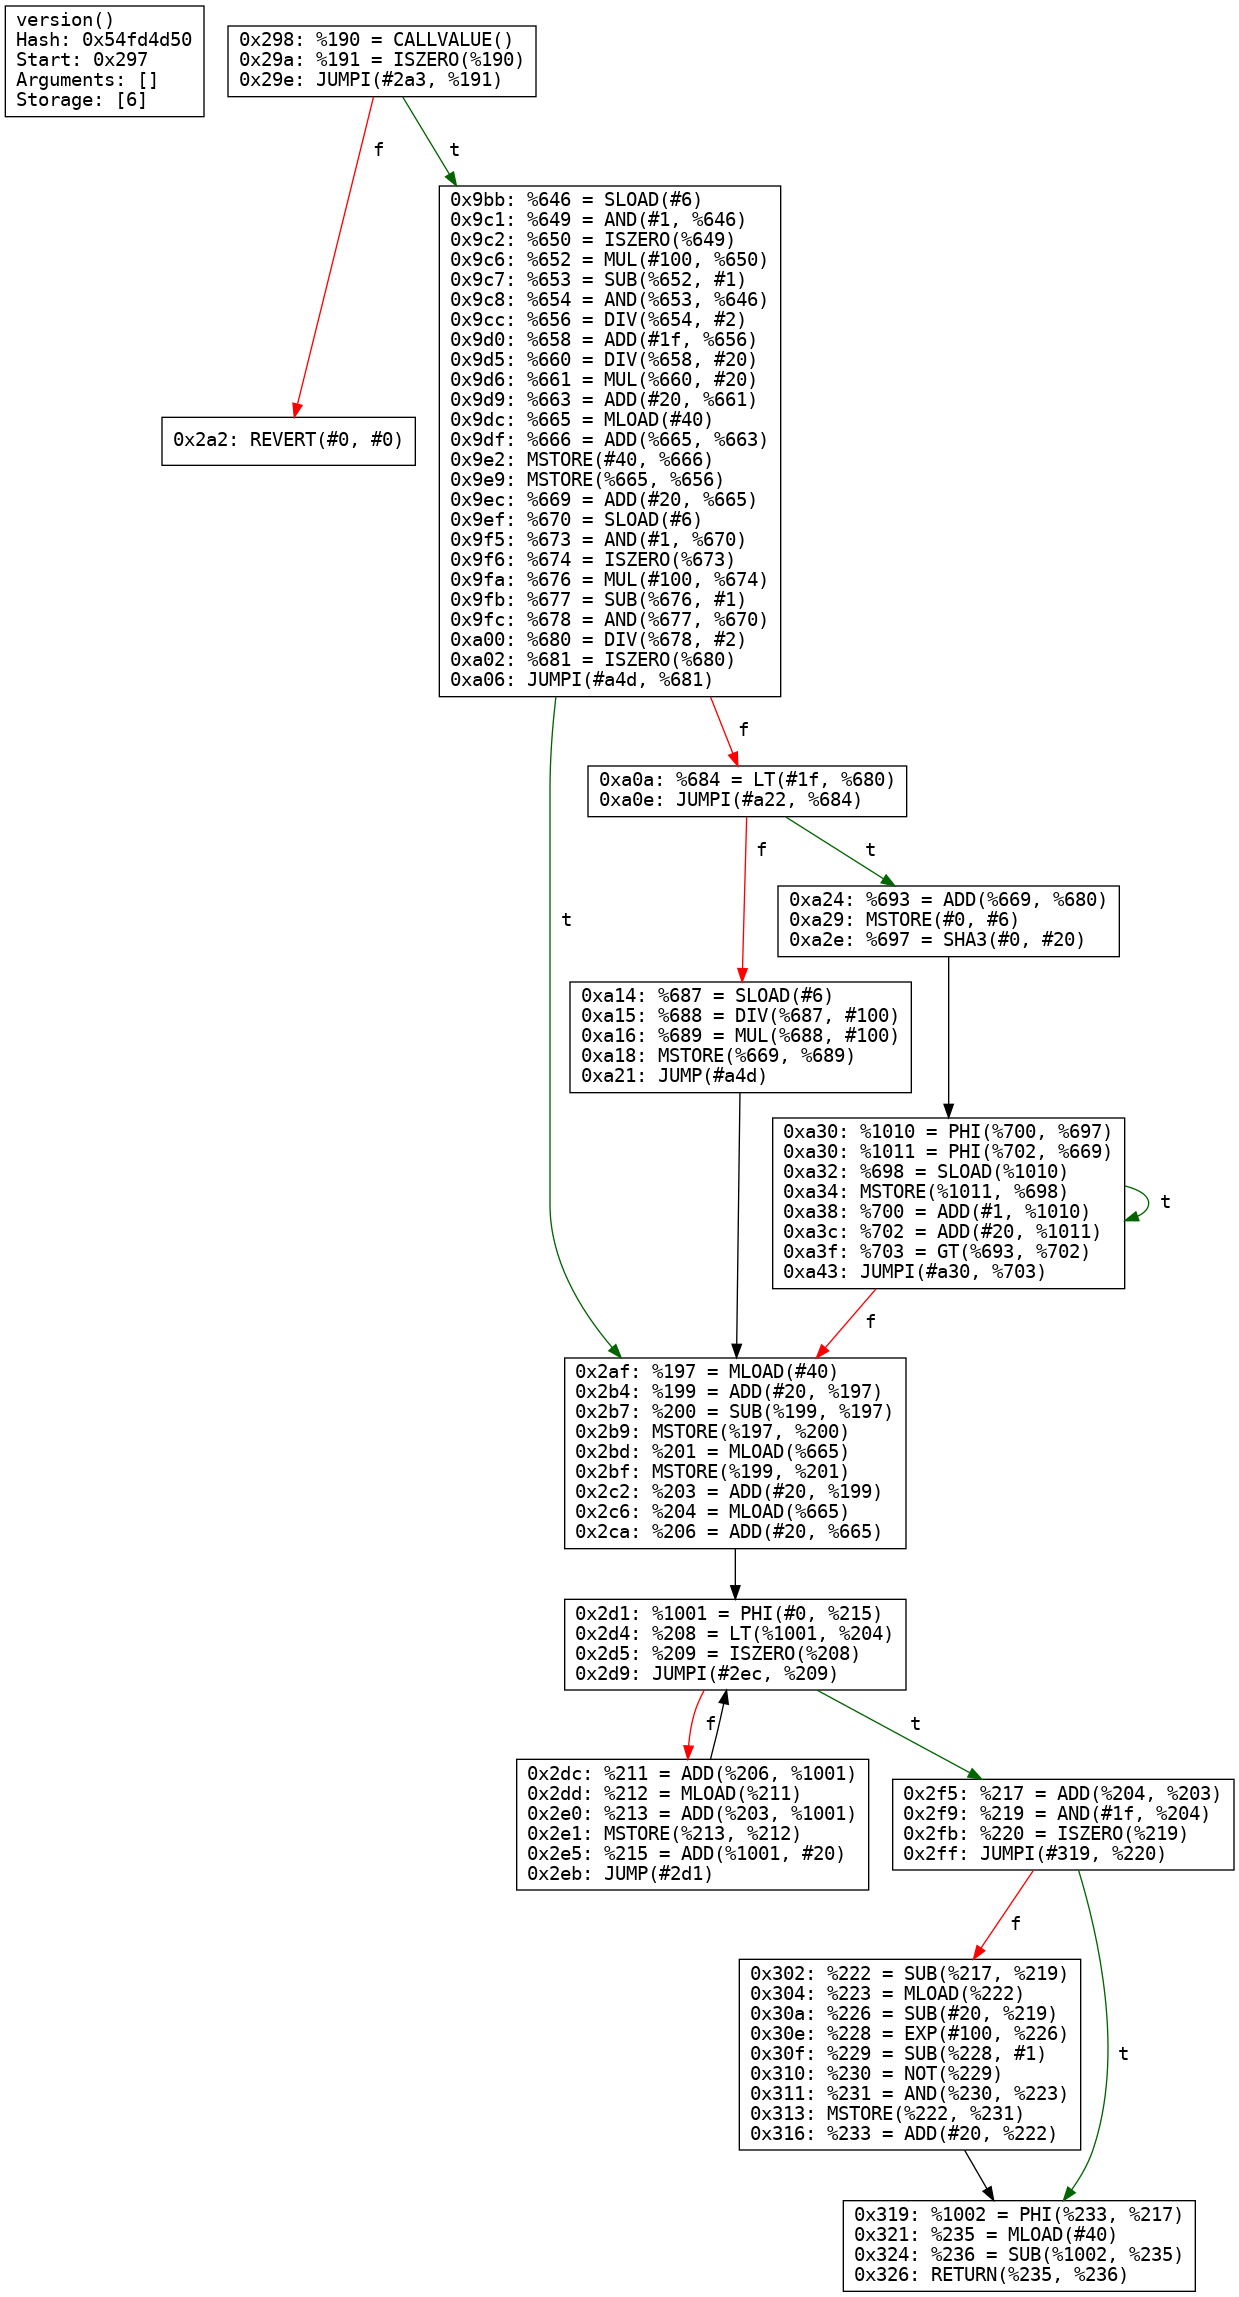 version()
Hash: 0x54fd4d50
Start: 0x297
Arguments: []
Storage: [6]
0x298: %190 = CALLVALUE()
0x29a: %191 = ISZERO(%190)
0x29e: JUMPI(#2a3, %191)
f
t
0x2a2: REVERT(#0, #0)
0x9bb: %646 = SLOAD(#6)
0x9c1: %649 = AND(#1, %646)
0x9c2: %650 = ISZERO(%649)
0x9c6: %652 = MUL(#100, %650)
0x9c7: %653 = SUB(%652, #1)
0x9c8: %654 = AND(%653, %646)
0x9cc: %656 = DIV(%654, #2)
0x9d0: %658 = ADD(#1f, %656)
0x9d5: %660 = DIV(%658, #20)
0x9d6: %661 = MUL(%660, #20)
0x9d9: %663 = ADD(#20, %661)
0x9dc: %665 = MLOAD(#40)
0x9df: %666 = ADD(%665, %663)
0x9e2: MSTORE(#40, %666)
0x9e9: MSTORE(%665, %656)
0x9ec: %669 = ADD(#20, %665)
0x9ef: %670 = SLOAD(#6)
0x9f5: %673 = AND(#1, %670)
0x9f6: %674 = ISZERO(%673)
0x9fa: %676 = MUL(#100, %674)
0x9fb: %677 = SUB(%676, #1)
0x9fc: %678 = AND(%677, %670)
0xa00: %680 = DIV(%678, #2)
0xa02: %681 = ISZERO(%680)
0xa06: JUMPI(#a4d, %681)
f
t
0xa0a: %684 = LT(#1f, %680)
0xa0e: JUMPI(#a22, %684)
f
t
0xa24: %693 = ADD(%669, %680)
0xa29: MSTORE(#0, #6)
0xa2e: %697 = SHA3(#0, #20)
0xa14: %687 = SLOAD(#6)
0xa15: %688 = DIV(%687, #100)
0xa16: %689 = MUL(%688, #100)
0xa18: MSTORE(%669, %689)
0xa21: JUMP(#a4d)
0xa30: %1010 = PHI(%700, %697)
0xa30: %1011 = PHI(%702, %669)
0xa32: %698 = SLOAD(%1010)
0xa34: MSTORE(%1011, %698)
0xa38: %700 = ADD(#1, %1010)
0xa3c: %702 = ADD(#20, %1011)
0xa3f: %703 = GT(%693, %702)
0xa43: JUMPI(#a30, %703)
t
f
0x2af: %197 = MLOAD(#40)
0x2b4: %199 = ADD(#20, %197)
0x2b7: %200 = SUB(%199, %197)
0x2b9: MSTORE(%197, %200)
0x2bd: %201 = MLOAD(%665)
0x2bf: MSTORE(%199, %201)
0x2c2: %203 = ADD(#20, %199)
0x2c6: %204 = MLOAD(%665)
0x2ca: %206 = ADD(#20, %665)
0x2d1: %1001 = PHI(#0, %215)
0x2d4: %208 = LT(%1001, %204)
0x2d5: %209 = ISZERO(%208)
0x2d9: JUMPI(#2ec, %209)
f
t
0x2dc: %211 = ADD(%206, %1001)
0x2dd: %212 = MLOAD(%211)
0x2e0: %213 = ADD(%203, %1001)
0x2e1: MSTORE(%213, %212)
0x2e5: %215 = ADD(%1001, #20)
0x2eb: JUMP(#2d1)
0x2f5: %217 = ADD(%204, %203)
0x2f9: %219 = AND(#1f, %204)
0x2fb: %220 = ISZERO(%219)
0x2ff: JUMPI(#319, %220)
f
t
0x302: %222 = SUB(%217, %219)
0x304: %223 = MLOAD(%222)
0x30a: %226 = SUB(#20, %219)
0x30e: %228 = EXP(#100, %226)
0x30f: %229 = SUB(%228, #1)
0x310: %230 = NOT(%229)
0x311: %231 = AND(%230, %223)
0x313: MSTORE(%222, %231)
0x316: %233 = ADD(#20, %222)
0x319: %1002 = PHI(%233, %217)
0x321: %235 = MLOAD(#40)
0x324: %236 = SUB(%1002, %235)
0x326: RETURN(%235, %236)